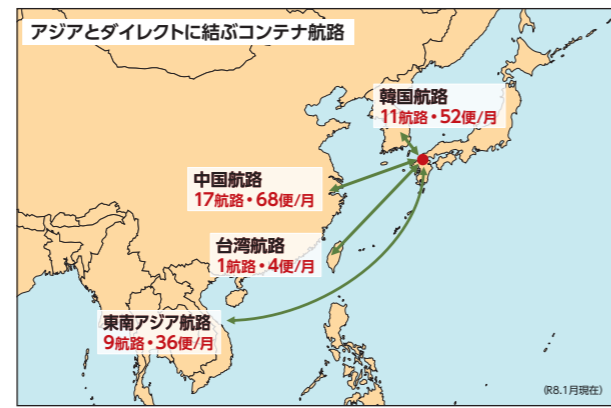 アジアとダイレクトに結ぶコンテナ航路
韓国航路
11航路・52便/月
中国航路
17航路・68便/月
台湾航路
1航路・4便/月
東南アジア航路
9航路・36便/月
(R8.1月現在)